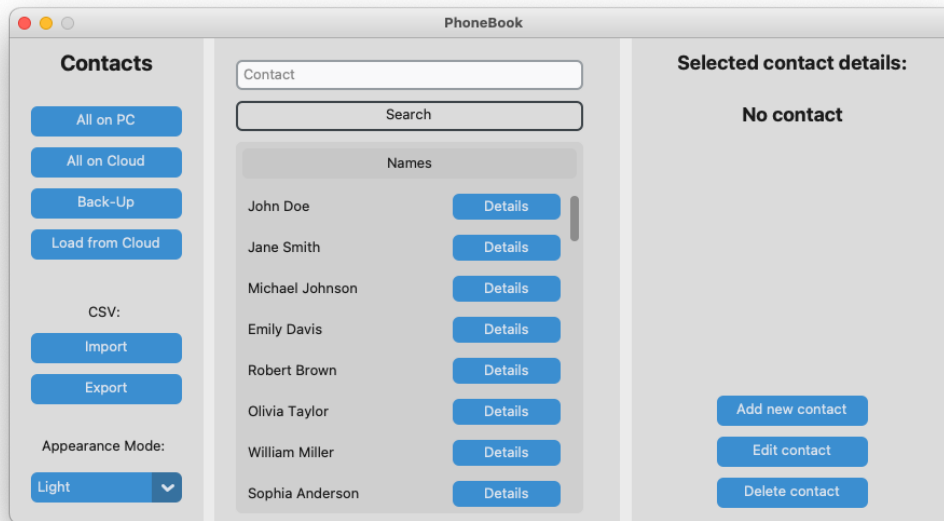 PhoneBook
Contacts
All on PC
All on Cloud
Back-Up
Load from Cloud
CSV:
Import
Export
Appearance Mode:
Light
Contact
Search
Names
John Doe Details
Jane Smith Details
Michael Johnson Details
Emily Davis Details
Robert Brown Details
Olivia Taylor Details
William Miller Details
Sophia Anderson Details
Selected contact details:
No contact
Add new contact
Edit contact
Delete contact